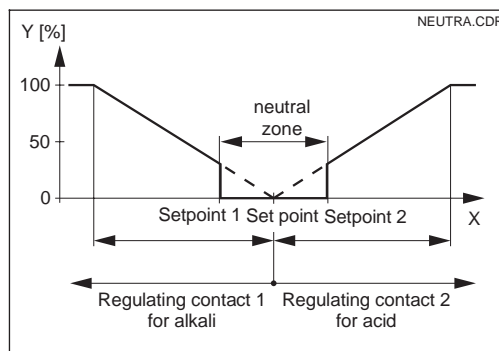 NEUTRA.CDR
Y [%]
100
neutral
zone
50
0
Setpoint 1 Set point Setpoint 2
X
Regulating contact 1
for alkali
Regulating contact 2
for acid